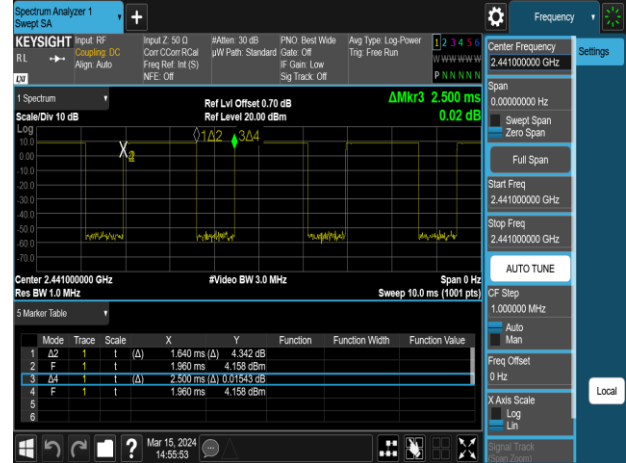 Spectrum Analyzer 1
Swept SA
Frequency
KEYSIGHT
RL
LXI
Input: RF
Coupling: DC
Align: Auto
Input Z: 50 Ω
Corr CCorr RCal
Freq Ref: Int (S)
NFE: Off
#Atten: 30 dB
µW Path: Standard
PNO: Best Wide
Gate: Off
IF Gain: Low
Sig Track: Off
Avg Type: Log-Power
Trig: Free Run
1 2 3 4 5 6
W W W W W W
P N N N N N
1 Spectrum
Scale/Div 10 dB
Ref Lvl Offset 0.70 dB
Ref Level 20.00 dBm
ΔMkr3 2.500 ms
0.02 dB
Log
10.0
0.00
-10.0
-20.0
-30.0
-40.0
-50.0
-60.0
-70.0
1Δ2
3Δ4
Center 2.441000000 GHz
Res BW 1.0 MHz
#Video BW 3.0 MHz
Span 0 Hz
Sweep 10.0 ms (1001 pts)
5 Marker Table
Mode Trace Scale X Y Function Function Width Function Value
1 Δ2 1 t (Δ) 1.640 ms (Δ) 4.342 dB
2 F 1 t 1.960 ms 4.158 dBm
3 Δ4 1 t (Δ) 2.500 ms (Δ) 0.01543 dB
4 F 1 t 1.960 ms 4.158 dBm
5
6
Mar 15, 2024
14:55:53
Center Frequency
2.441000000 GHz
Settings
Span
0.00000000 Hz
Swept Span
Zero Span
Full Span
Start Freq
2.441000000 GHz
Stop Freq
2.441000000 GHz
AUTO TUNE
CF Step
1.000000 MHz
Auto
Man
Freq Offset
0 Hz
X Axis Scale
Log
Lin
Local
Signal Track
(Span Zoom)